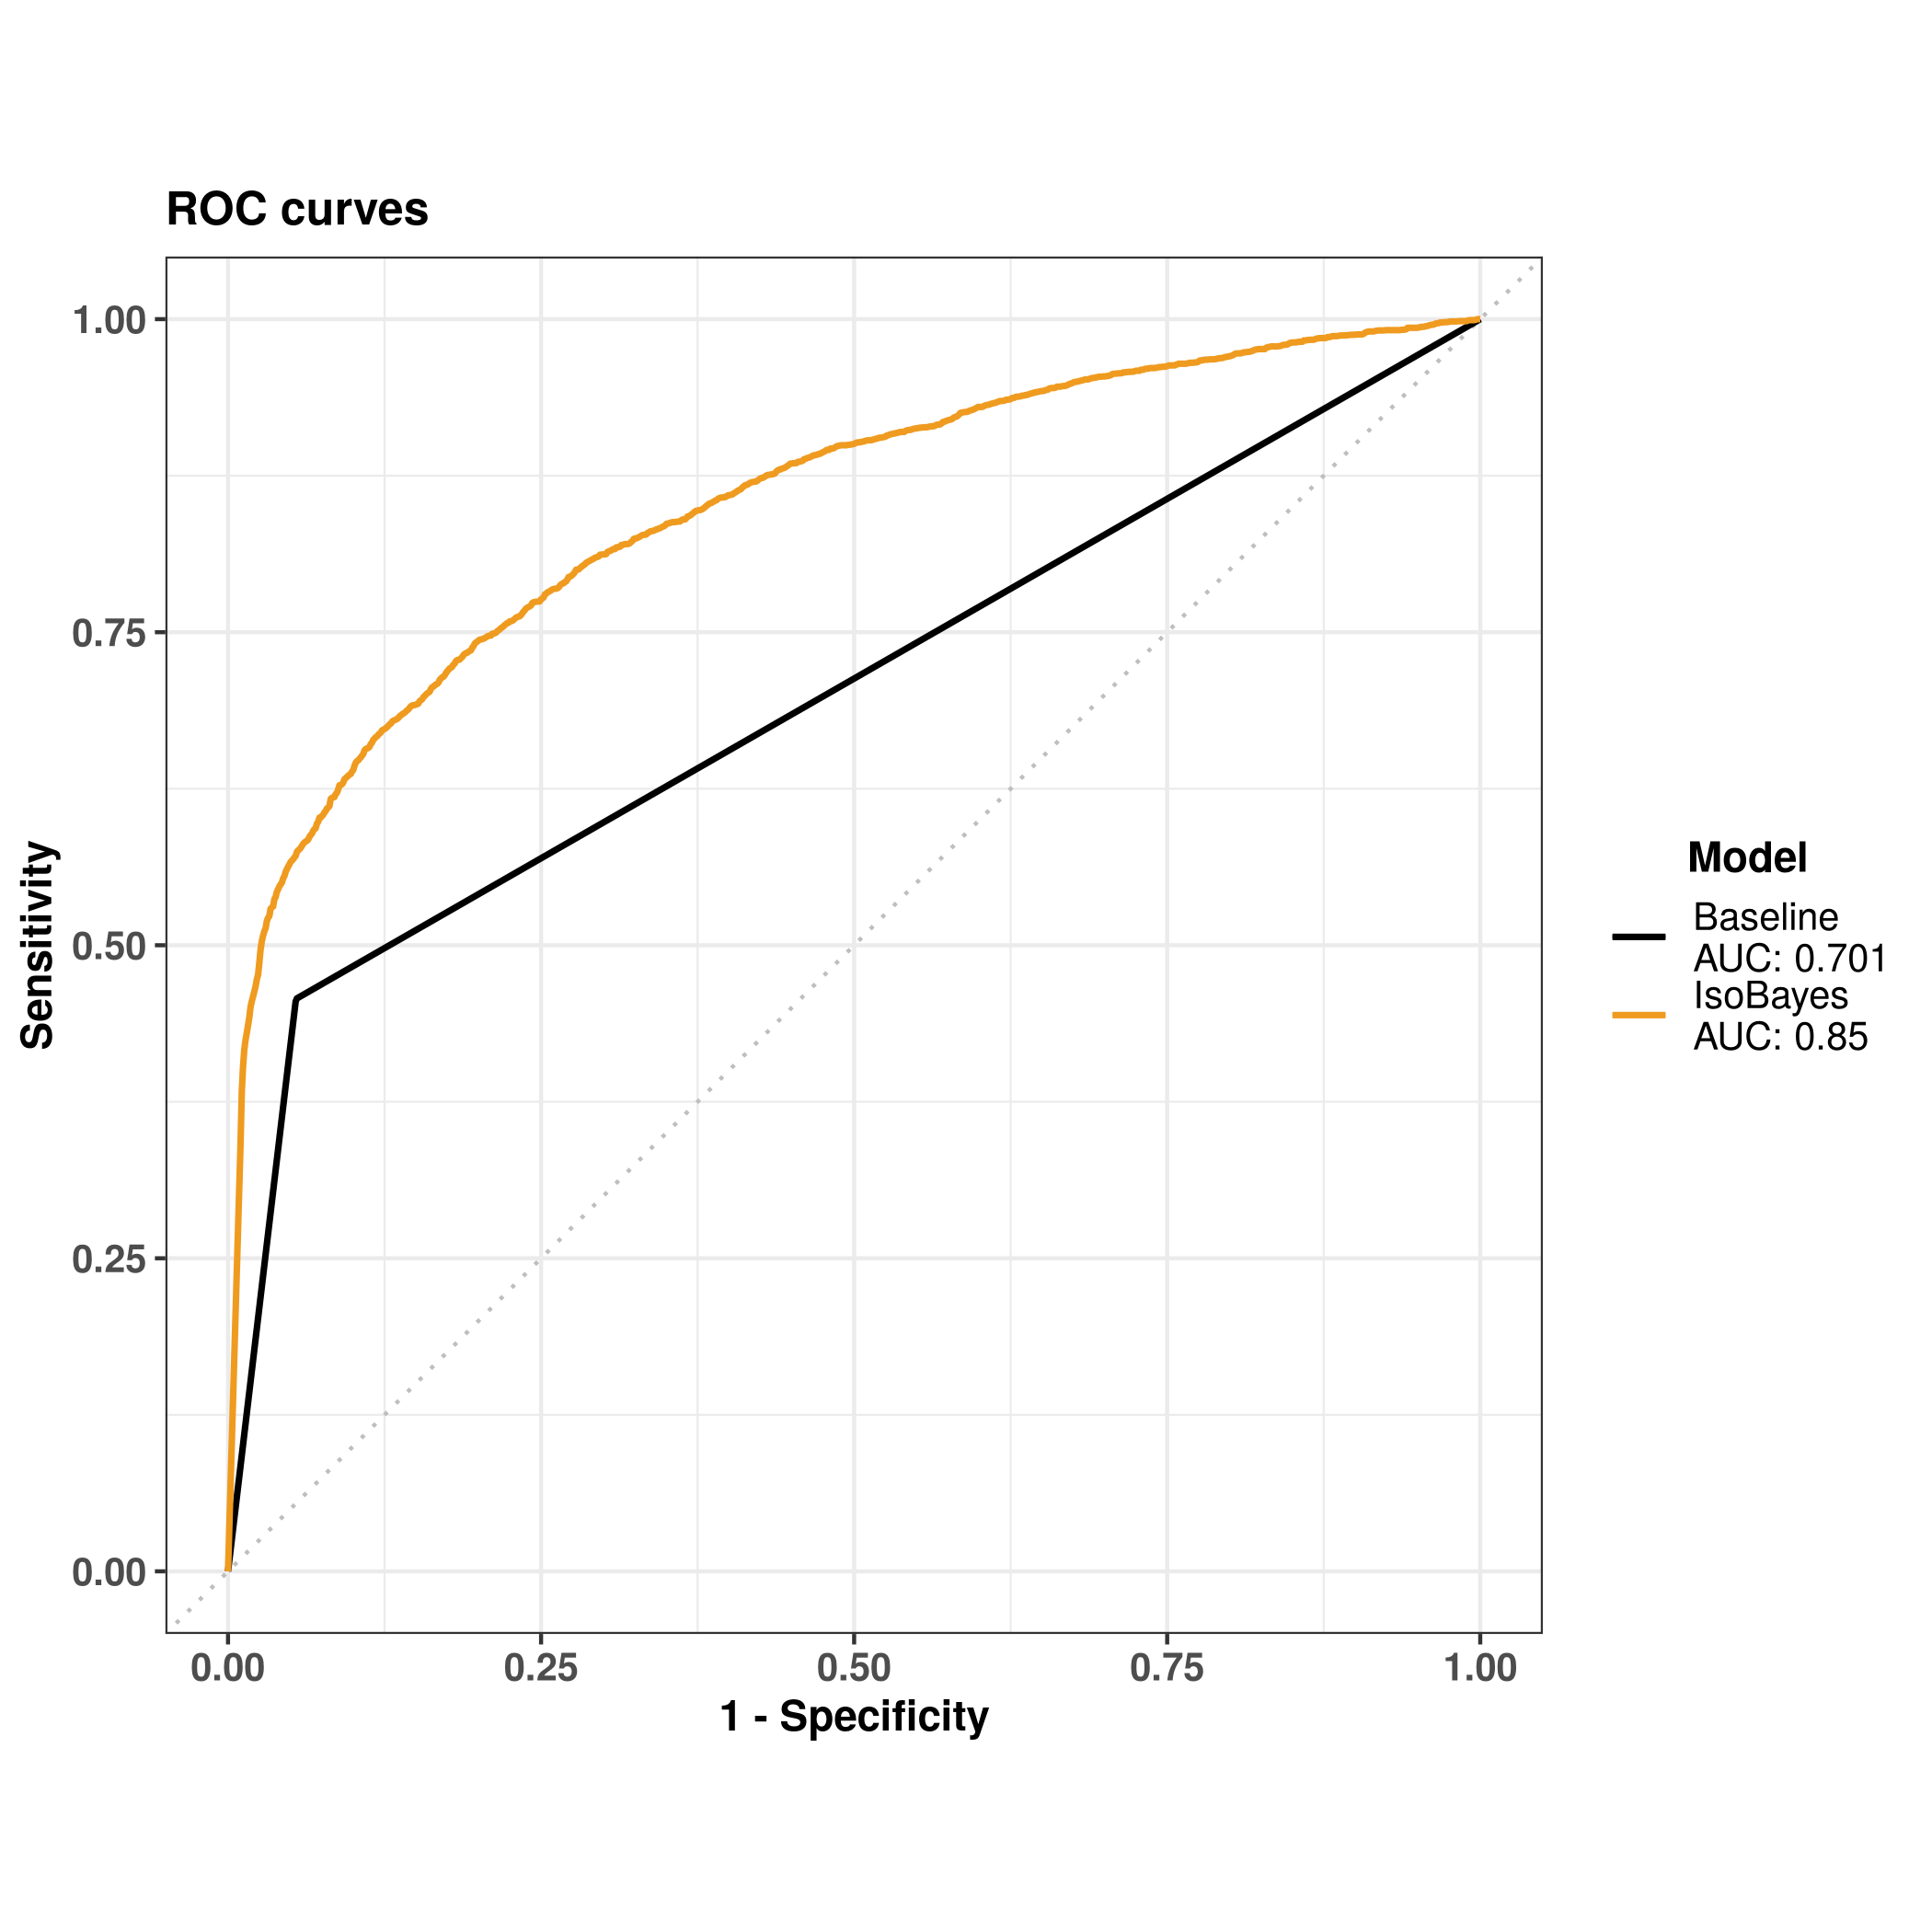 ROC curves
1.00
0.75
0.50
0.25
0.00
Sensitivity
0.00 0.25 0.50 0.75 1.00
1 - Specificity
Model
Baseline
AUC: 0.701
IsoBayes
AUC: 0.85